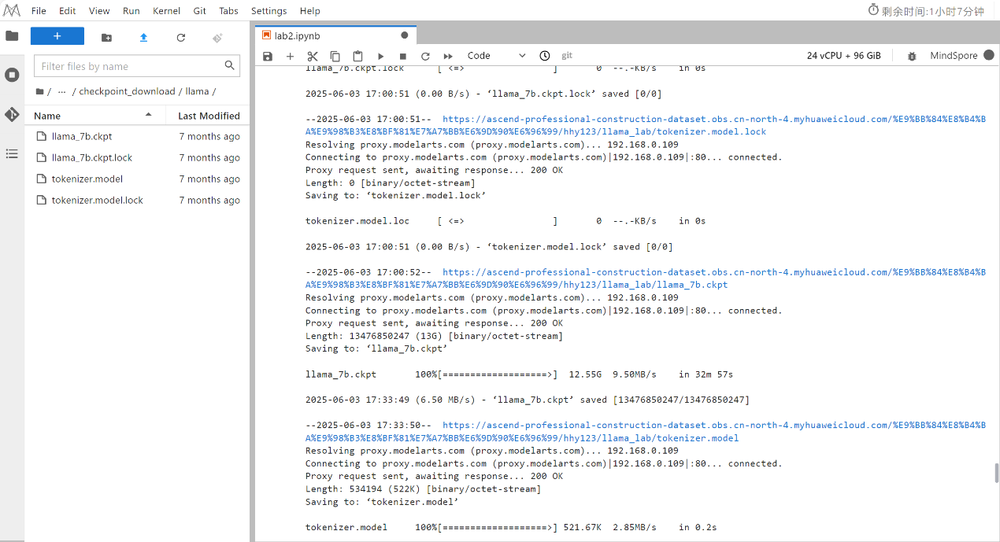 File Edit View Run Kernel Git Tabs Settings Help
剩余时间:1小时7分钟
+
Filter files by name
/ ... / checkpoint_download / llama /
Name Last Modified
llama_7b.ckpt 7 months ago
llama_7b.ckpt.lock 7 months ago
tokenizer.model 7 months ago
tokenizer.model.lock 7 months ago
lab2.ipynb
Code git 24 vCPU + 96 GiB MindSpore
llama_7b.ckpt.lock [ <=> ] 0 --.-KB/s in 0s
2025-06-03 17:00:51 (0.00 B/s) - ‘llama_7b.ckpt.lock’ saved [0/0]
--2025-06-03 17:00:51-- https://ascend-professional-construction-dataset.obs.cn-north-4.myhuaweicloud.com/%E9%BB%84%E8%B4%B
A%E9%98%B3%E8%BF%81%E7%A7%BB%E6%9D%90%E6%96%99/hhy123/llama_lab/tokenizer.model.lock
Resolving proxy.modelarts.com (proxy.modelarts.com)... 192.168.0.109
Connecting to proxy.modelarts.com (proxy.modelarts.com)|192.168.0.109|:80... connected.
Proxy request sent, awaiting response... 200 OK
Length: 0 [binary/octet-stream]
Saving to: ‘tokenizer.model.lock’
tokenizer.model.loc [ <=> ] 0 --.-KB/s in 0s
2025-06-03 17:00:51 (0.00 B/s) - ‘tokenizer.model.lock’ saved [0/0]
--2025-06-03 17:00:52-- https://ascend-professional-construction-dataset.obs.cn-north-4.myhuaweicloud.com/%E9%BB%84%E8%B4%B
A%E9%98%B3%E8%BF%81%E7%A7%BB%E6%9D%90%E6%96%99/hhy123/llama_lab/llama_7b.ckpt
Resolving proxy.modelarts.com (proxy.modelarts.com)... 192.168.0.109
Connecting to proxy.modelarts.com (proxy.modelarts.com)|192.168.0.109|:80... connected.
Proxy request sent, awaiting response... 200 OK
Length: 13476850247 (13G) [binary/octet-stream]
Saving to: ‘llama_7b.ckpt’
llama_7b.ckpt 100%[===================>] 12.55G 9.50MB/s in 32m 57s
2025-06-03 17:33:49 (6.50 MB/s) - ‘llama_7b.ckpt’ saved [13476850247/13476850247]
--2025-06-03 17:33:50-- https://ascend-professional-construction-dataset.obs.cn-north-4.myhuaweicloud.com/%E9%BB%84%E8%B4%B
A%E9%98%B3%E8%BF%81%E7%A7%BB%E6%9D%90%E6%96%99/hhy123/llama_lab/tokenizer.model
Resolving proxy.modelarts.com (proxy.modelarts.com)... 192.168.0.109
Connecting to proxy.modelarts.com (proxy.modelarts.com)|192.168.0.109|:80... connected.
Proxy request sent, awaiting response... 200 OK
Length: 534194 (522K) [binary/octet-stream]
Saving to: ‘tokenizer.model’
tokenizer.model 100%[===================>] 521.67K 2.85MB/s in 0.2s